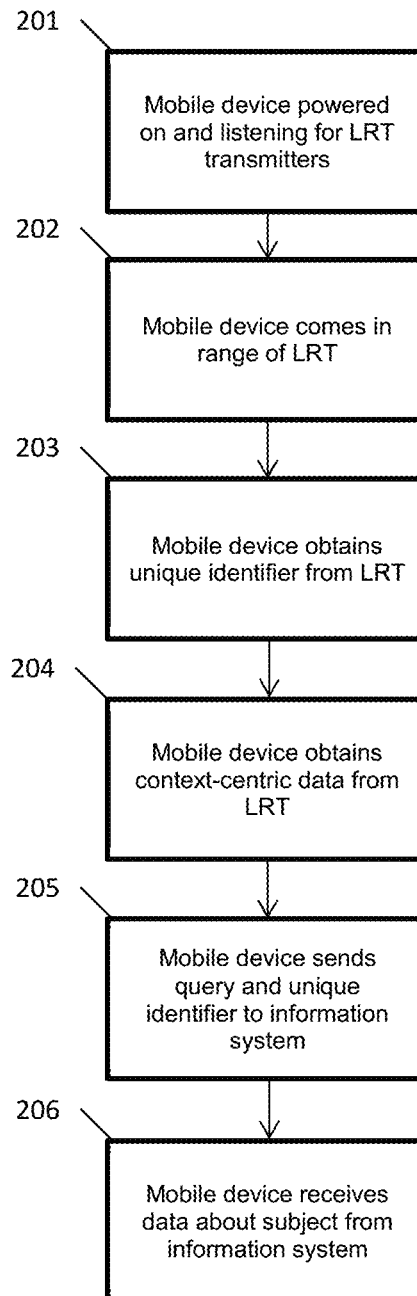 201
Mobile device powered
on and listening for LRT
transmitters
202
Mobile device comes in
range of LRT
203
Mobile device obtains
unique identifier from LRT
204
Mobile device obtains
context-centric data from
LRT
205
Mobile device sends
query and unique
identifier to information
system
206
Mobile device receives
data about subject from
information system